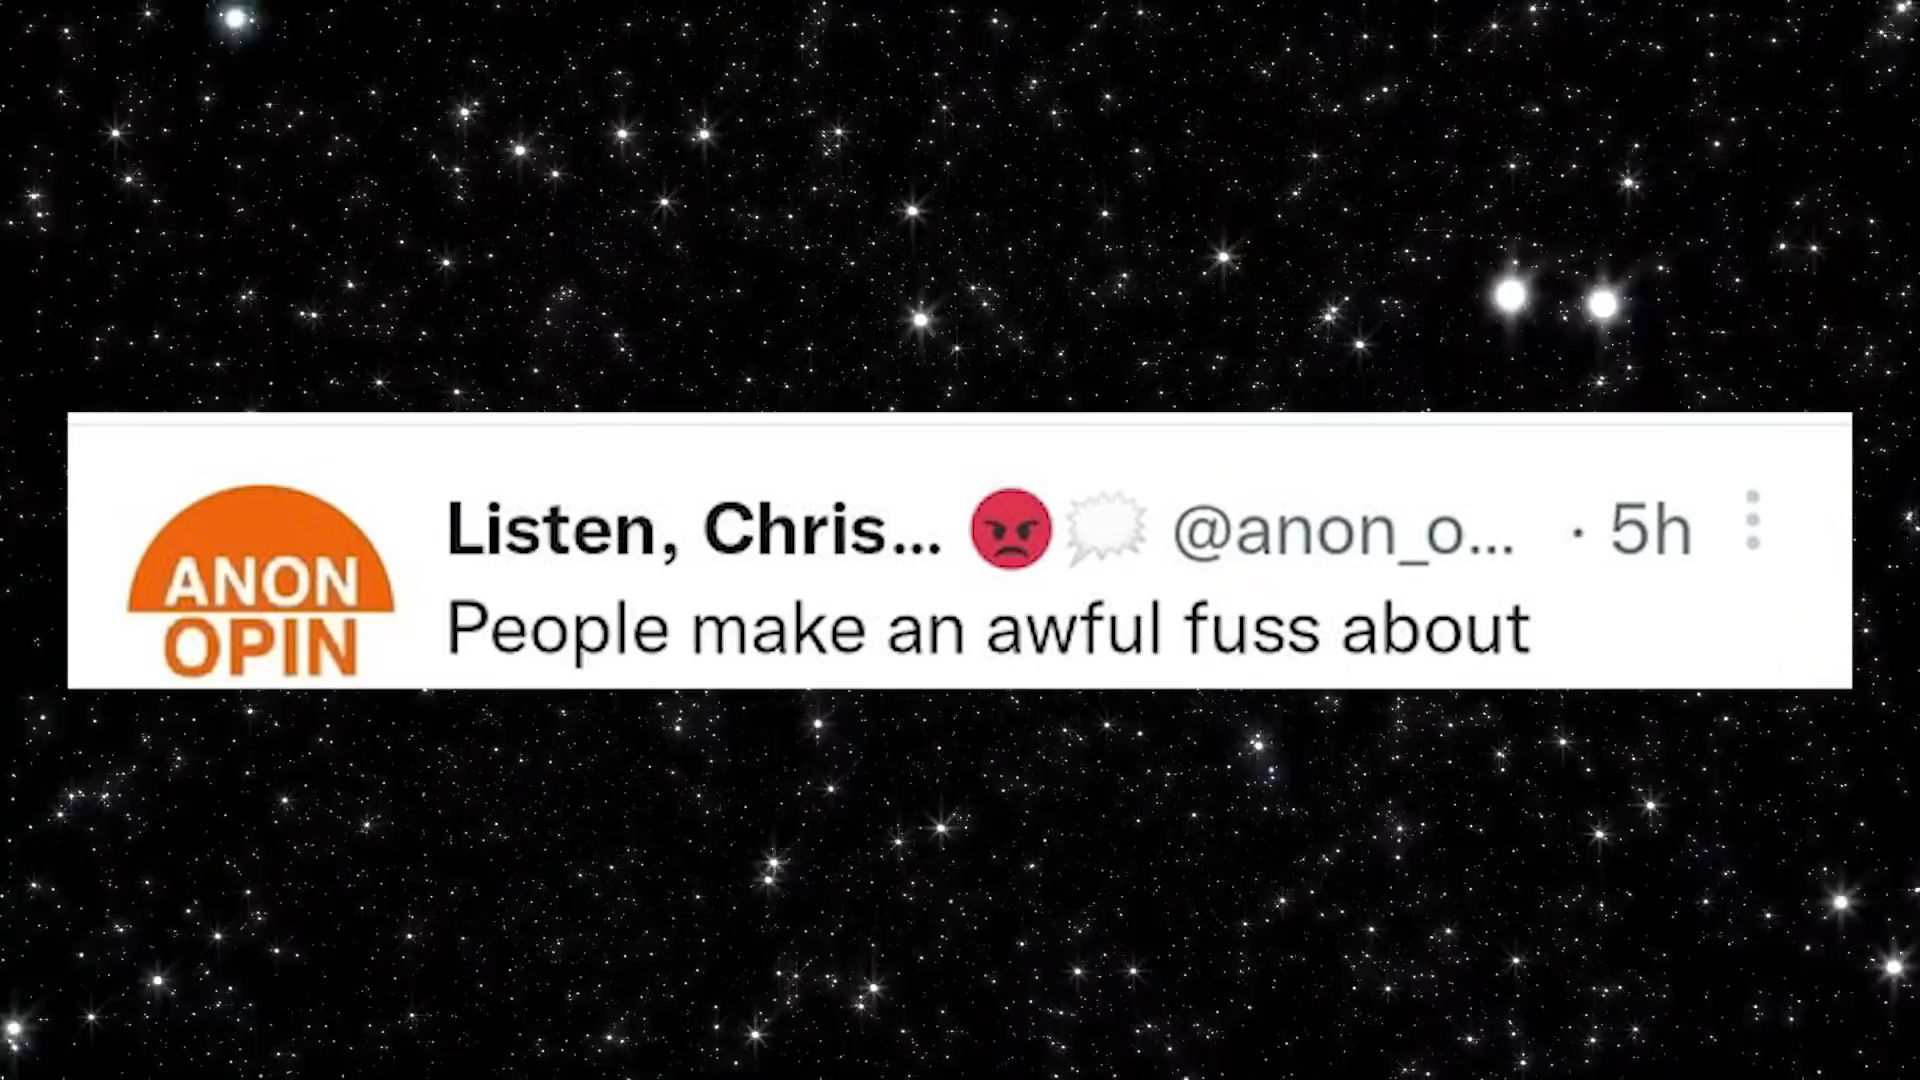 ANON
OPIN
Listen, Chris... 😡🗯 @anon_o... · 5h
People make an awful fuss about